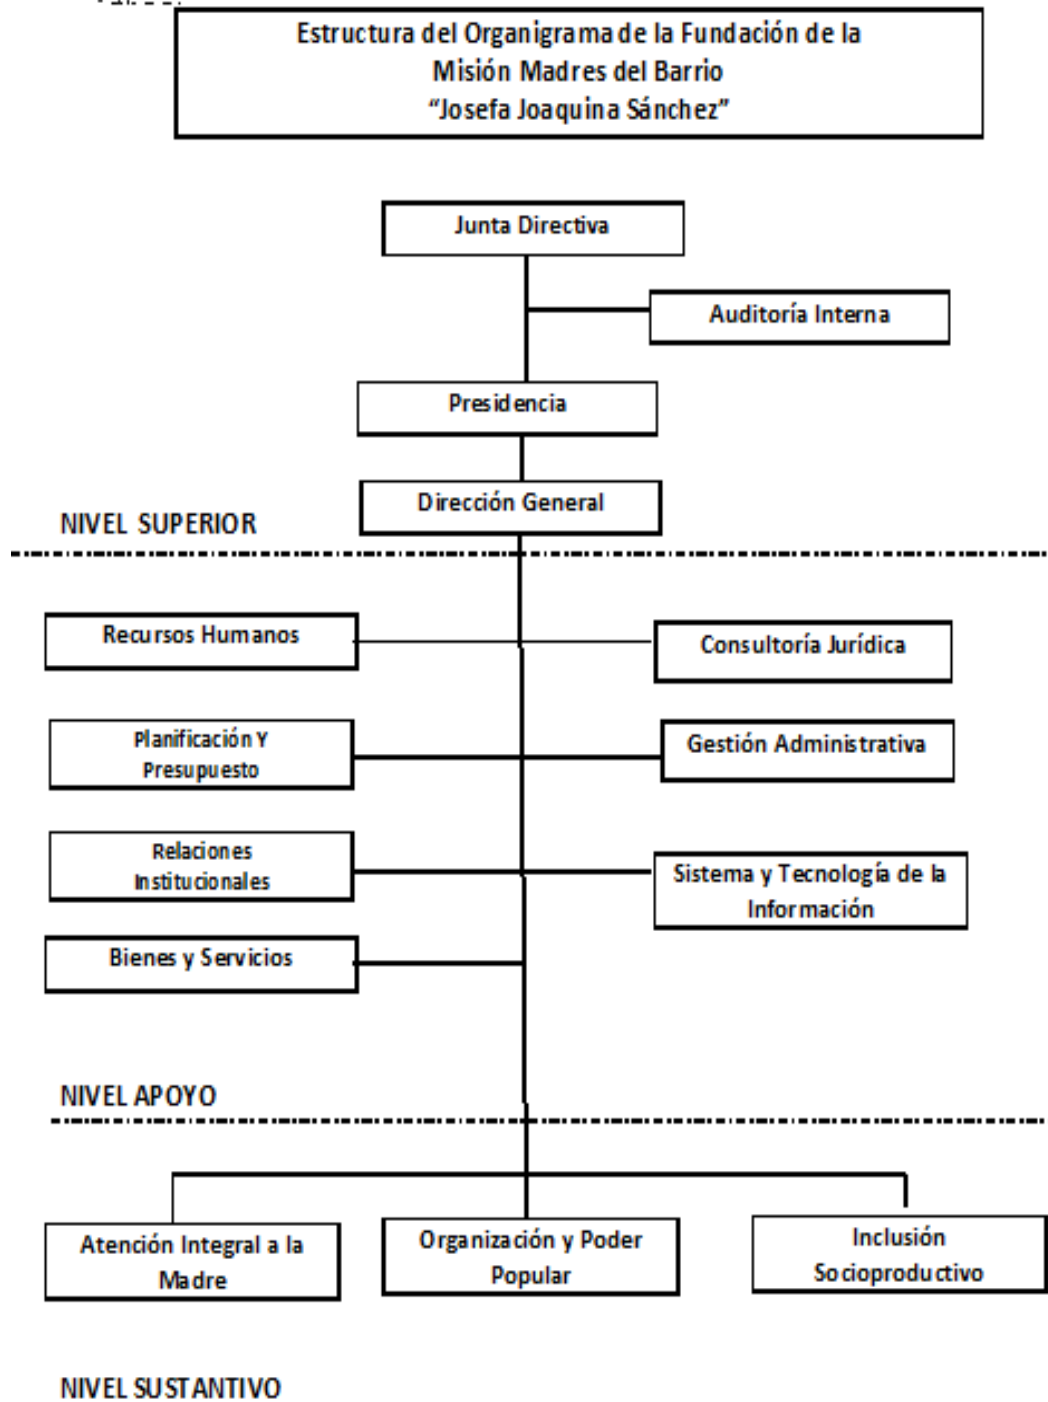 Estructura del Organigrama de la Fundación de la
Misión Madres del Barrio
“Josefa Joaquina Sánchez”
Junta Directiva
Auditoría Interna
Presidencia
Dirección General
NIVEL SUPERIOR
Recursos Humanos
Consultoría Jurídica
Planificación Y
Presupuesto
Gestión Administrativa
Relaciones
Institucionales
Sistema y Tecnología de la
Información
Bienes y Servicios
NIVEL APOYO
Atención Integral a la
Madre
Organización y Poder
Popular
Inclusión
Socioproductivo
NIVEL SUSTANTIVO